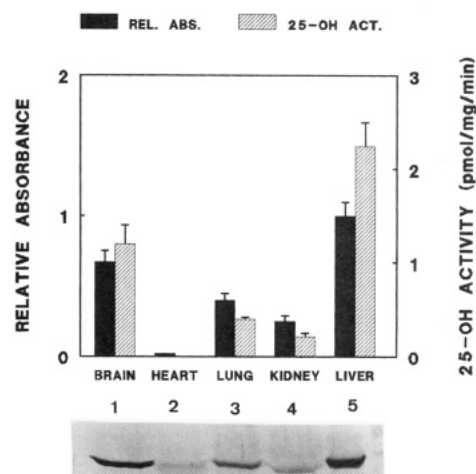 REL. ABS. 25-OH ACT.
2
1
0
RELATIVE ABSORBANCE
3
2
1
0
25-OH ACTIVITY (pmol/mg/min)
BRAIN HEART LUNG KIDNEY LIVER
1 2 3 4 5